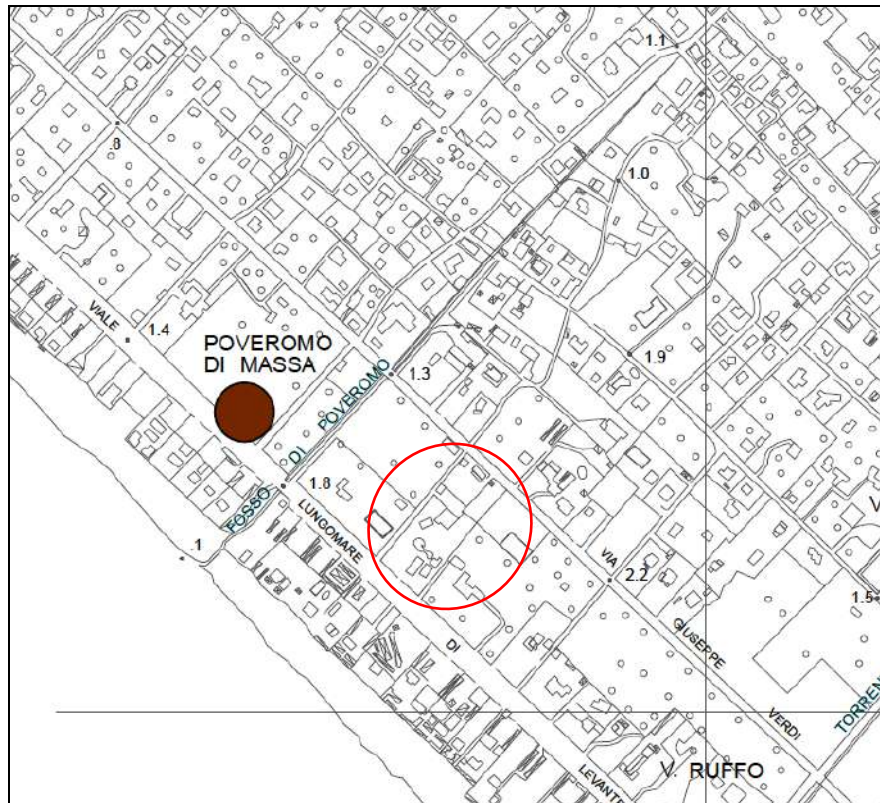 1.1
.8
1.0
VIALE
1.4
POVEROMO
DI MASSA
1.9
1.3
FOSSO DI POVEROMO
1.8
LUNGOMARE DI LEVANTE
.1
VIA GIUSEPPE VERDI
2.2
V
1.5
TORREN
V. RUFFO